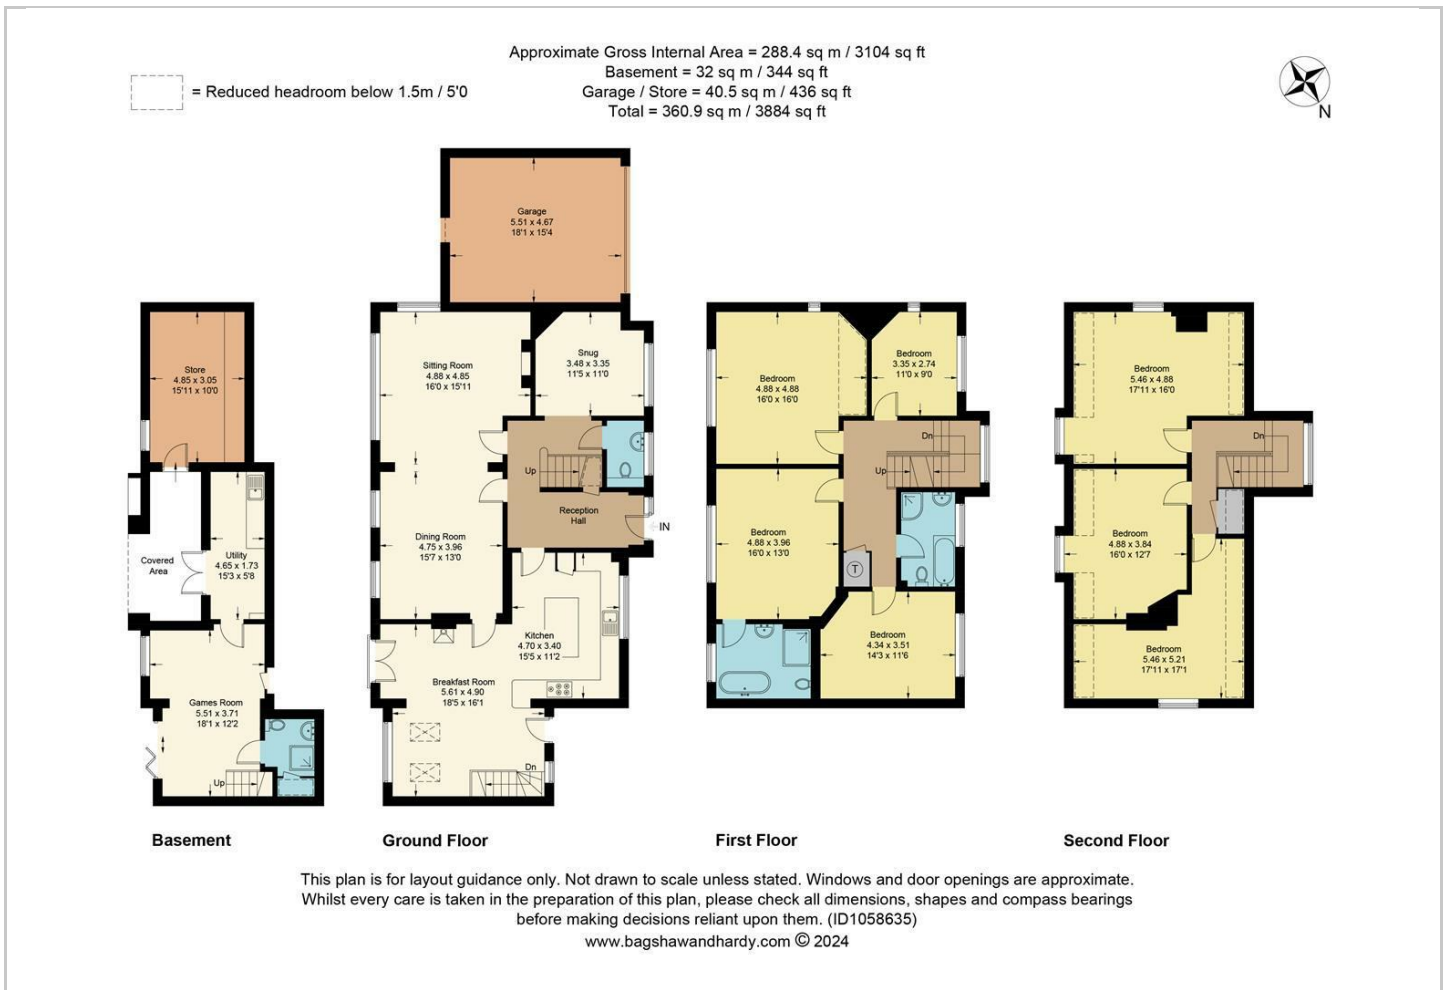 Approximate Gross Internal Area = 288.4 sq m / 3104 sq ft
Basement = 32 sq m / 344 sq ft
Garage / Store = 40.5 sq m / 436 sq ft
Total = 360.9 sq m / 3884 sq ft
= Reduced headroom below 1.5m / 5'0
N
Store
4.85 x 3.05
15'11 x 10'0
Covered
Area
Utility
4.65 x 1.73
15'3 x 5'8
Games Room
5.51 x 3.71
18'1 x 12'2
Up
Basement
Garage
5.51 x 4.67
18'1 x 15'4
Sitting Room
4.88 x 4.85
16'0 x 15'11
Snug
3.48 x 3.35
11'5 x 11'0
Up
Reception
Hall
IN
Dining Room
4.75 x 3.96
15'7 x 13'0
Kitchen
4.70 x 3.40
15'5 x 11'2
Breakfast Room
5.61 x 4.90
18'5 x 16'1
Dn
Ground Floor
Bedroom
4.88 x 4.88
16'0 x 16'0
Bedroom
3.35 x 2.74
11'0 x 9'0
Dn
Up
Bedroom
4.88 x 3.96
16'0 x 13'0
T
Bedroom
4.34 x 3.51
14'3 x 11'6
First Floor
Bedroom
5.46 x 4.88
17'11 x 16'0
Dn
Bedroom
4.88 x 3.84
16'0 x 12'7
Bedroom
5.46 x 5.21
17'11 x 17'1
Second Floor
This plan is for layout guidance only. Not drawn to scale unless stated. Windows and door openings are approximate.
Whilst every care is taken in the preparation of this plan, please check all dimensions, shapes and compass bearings
before making decisions reliant upon them. (ID1058635)
www.bagshawandhardy.com © 2024